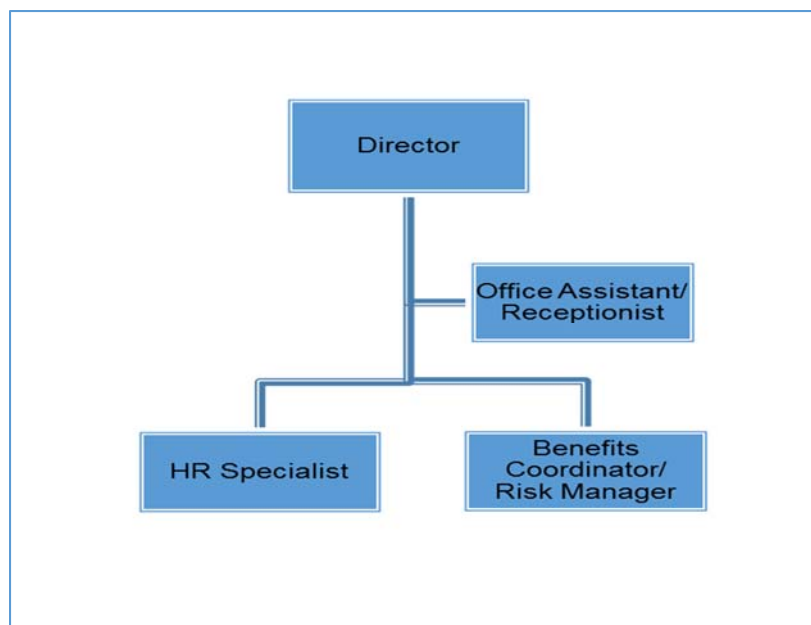 Director
Office Assistant/
Receptionist
HR Specialist
Benefits
Coordinator/
Risk Manager